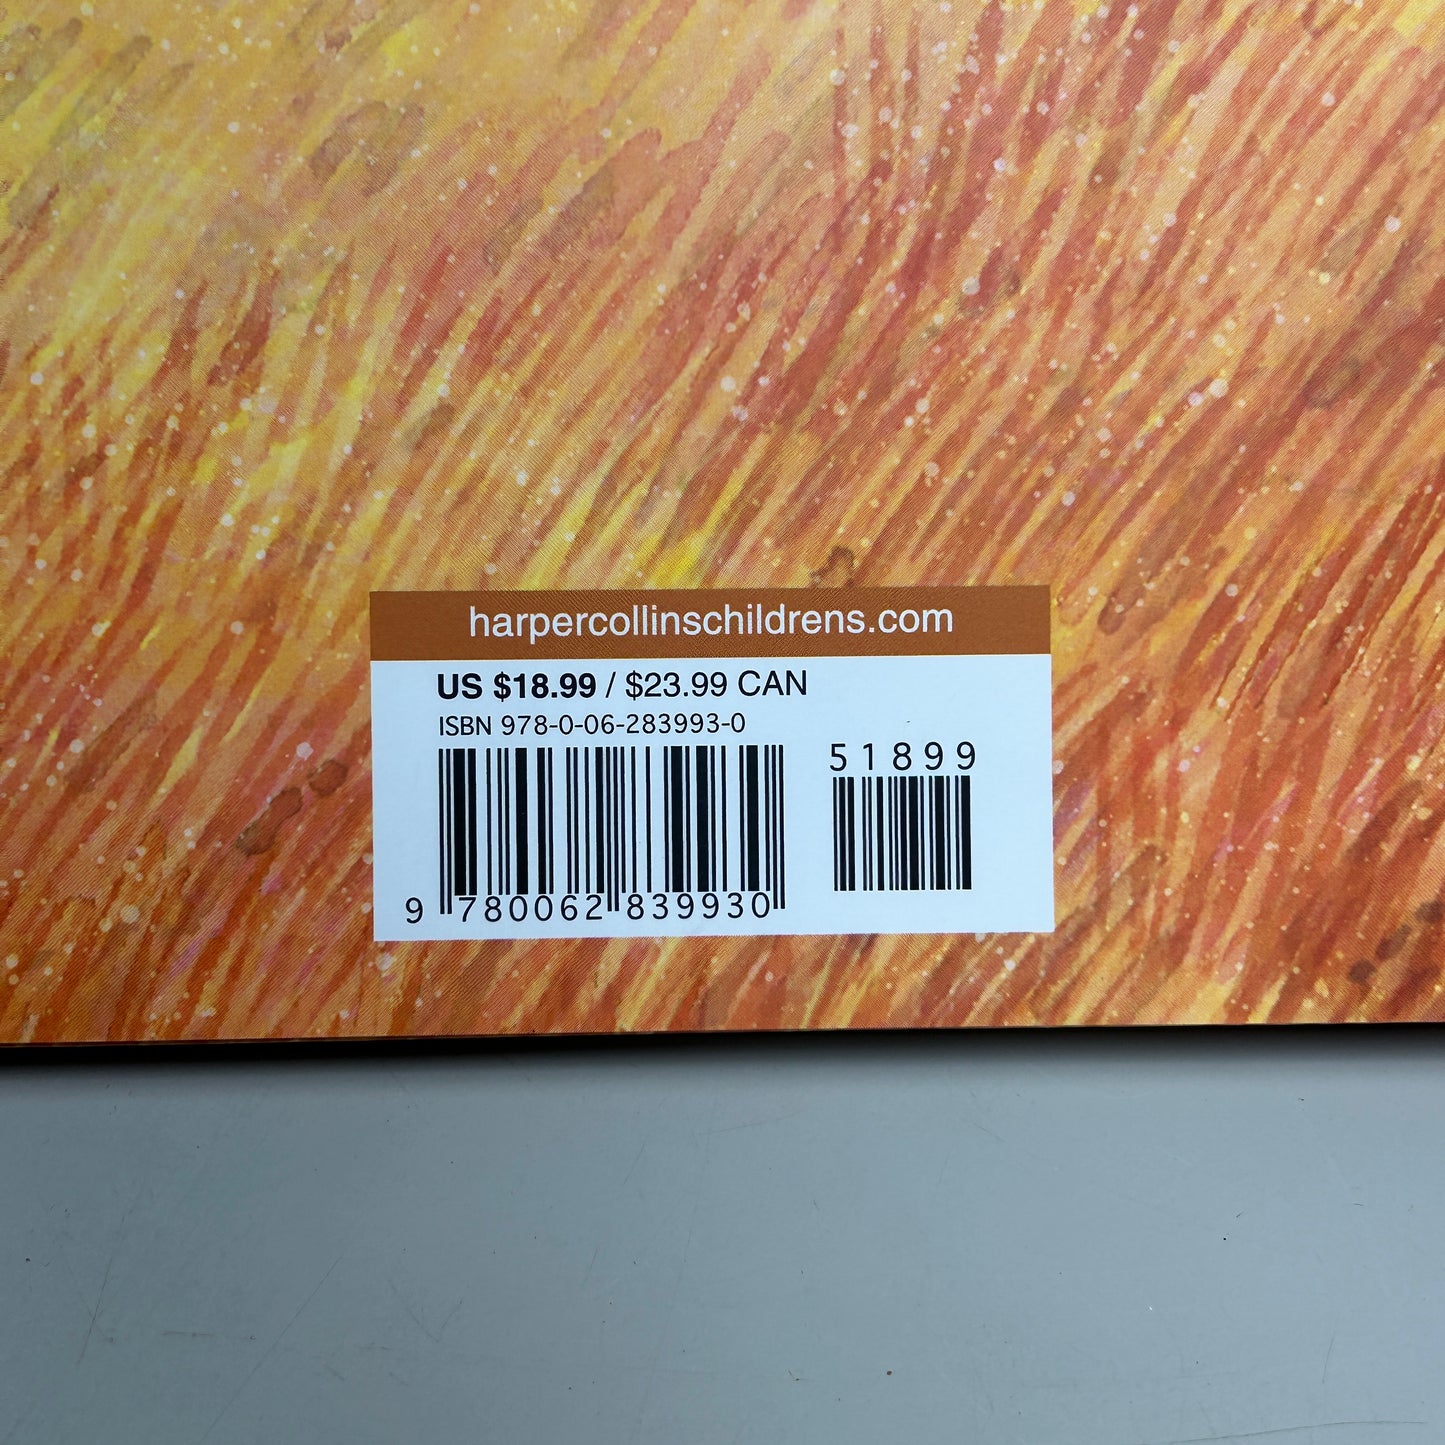 harpercollinschildrens.com
US $18.99 / $23.99 CAN
ISBN 978-0-06-283993-0
51899
9 780062 839930